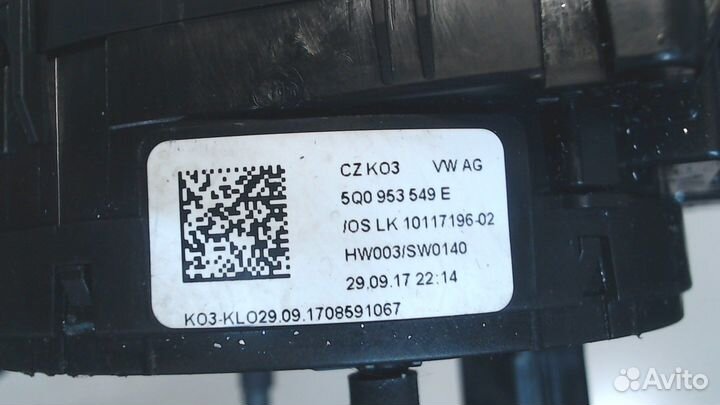 CZ K03 VW AG
5Q0 953 549 E
/OS LK 10117196-02
HW003/SW0140
29.09.17 22:14
K03-KLO29.09.1708591067
Avito